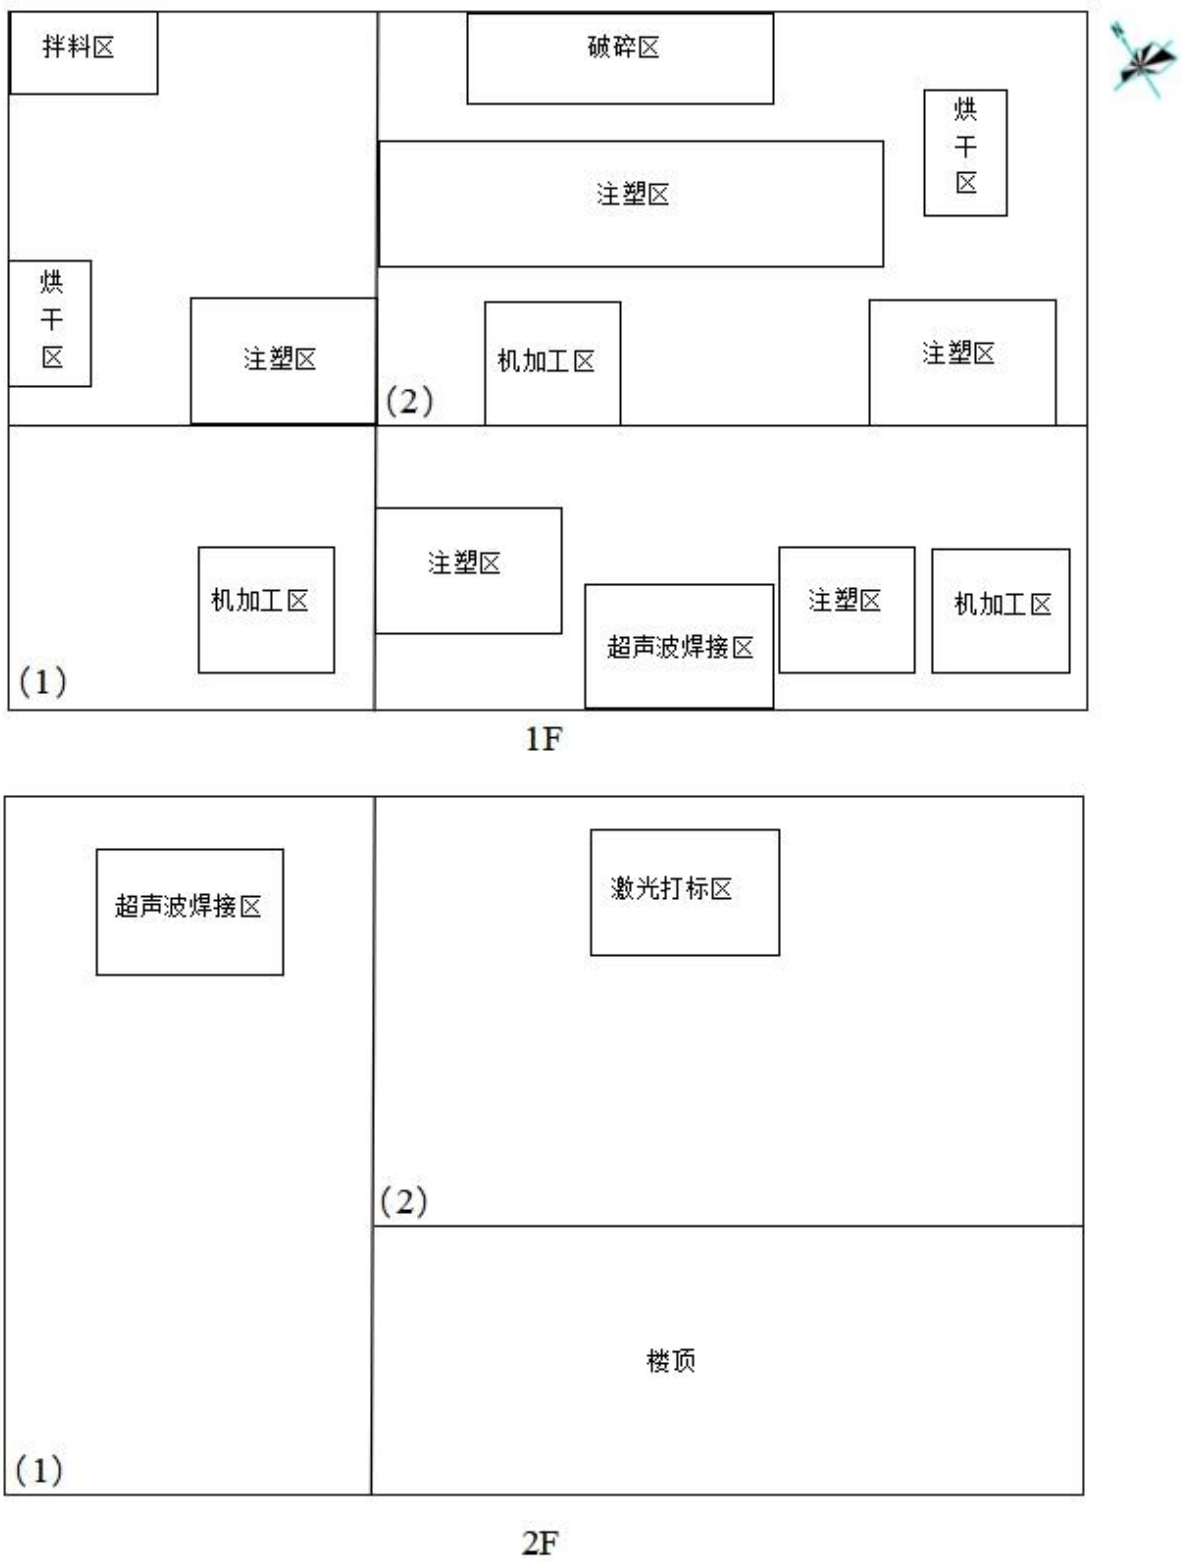 拌料区
破碎区
烘
干
区
注塑区
烘
干
区
注塑区
机加工区
注塑区
(2)
注塑区
机加工区
注塑区
机加工区
超声波焊接区
(1)
1F
超声波焊接区
激光打标区
(2)
楼顶
(1)
2F